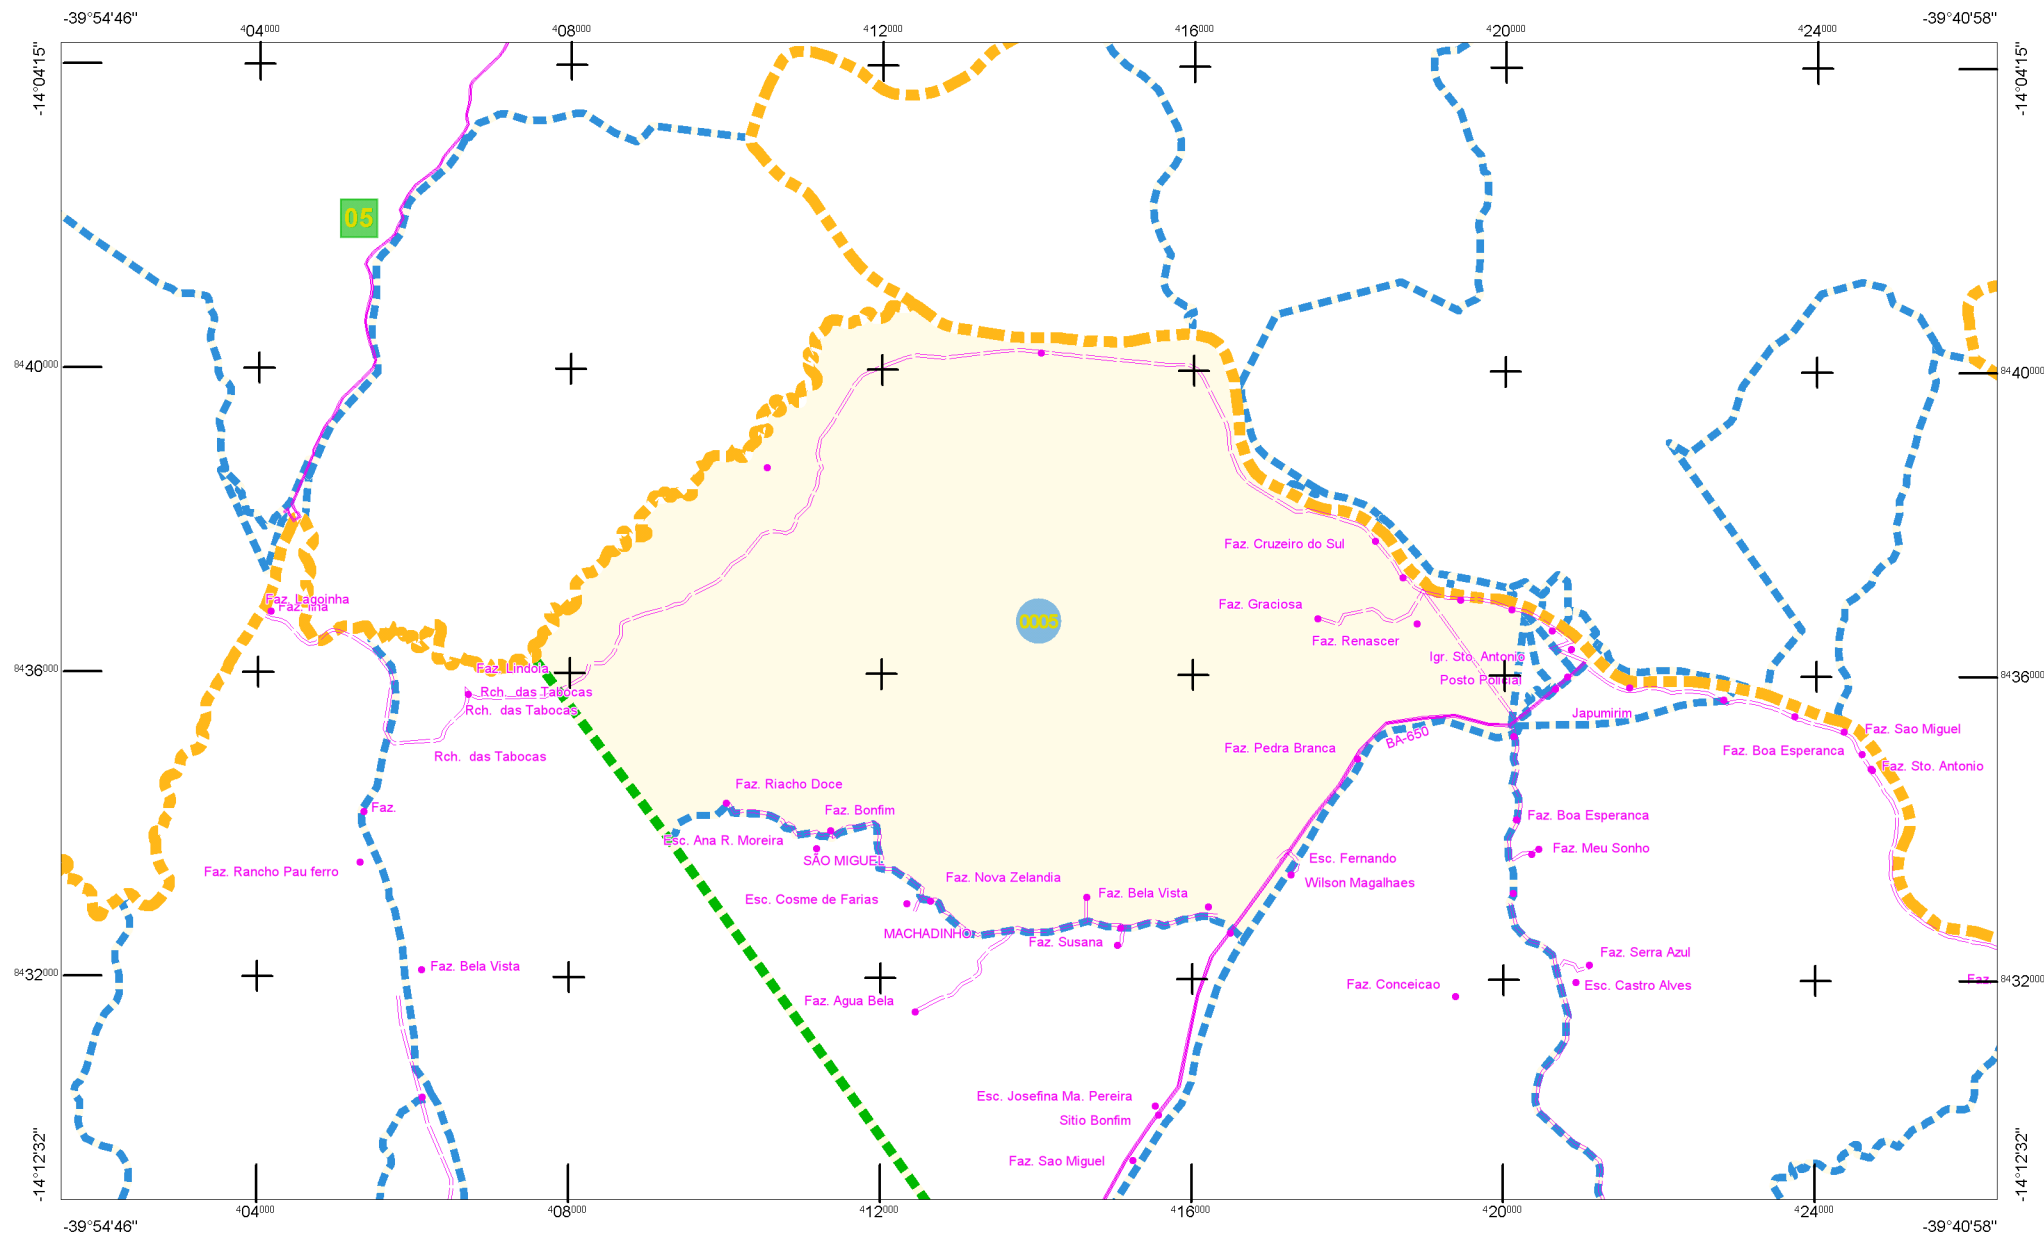 -39°54'46"
-39°40'58"
404000
408000
412000
416000
420000
424000
-14°04'15"
-14°04'15"
05
8440000
8440000
Faz. Cruzeiro do Sul
Faz. Lagoinha
Faz. Ilha
Faz. Graciosa
0005
Faz. Renascer
Igr. Sto. Antonio
8436000
8436000
Faz. Lindoia
Posto Policial
Rch. das Tabocas
Rch. das Tabocas
Japumirim
Faz. Sao Miguel
BA-650
Faz. Pedra Branca
Faz. Boa Esperanca
Rch. das Tabocas
Faz. Sto. Antonio
Faz. Riacho Doce
Faz.
Faz. Bonfim
Faz. Boa Esperanca
Esc. Ana R. Moreira
Faz. Meu Sonho
SÃO MIGUEL
Esc. Fernando
Wilson Magalhaes
Faz. Rancho Pau ferro
Faz. Nova Zelandia
Faz. Bela Vista
Esc. Cosme de Farias
MACHADINHO
Faz. Susana
Faz. Serra Azul
Faz. Bela Vista
8432000
8432000
Faz.
Faz. Conceicao
Esc. Castro Alves
Faz. Agua Bela
Esc. Josefina Ma. Pereira
Sitio Bonfim
Faz. Sao Miguel
-14°12'32"
-14°12'32"
404000
408000
412000
416000
420000
424000
-39°54'46"
-39°40'58"